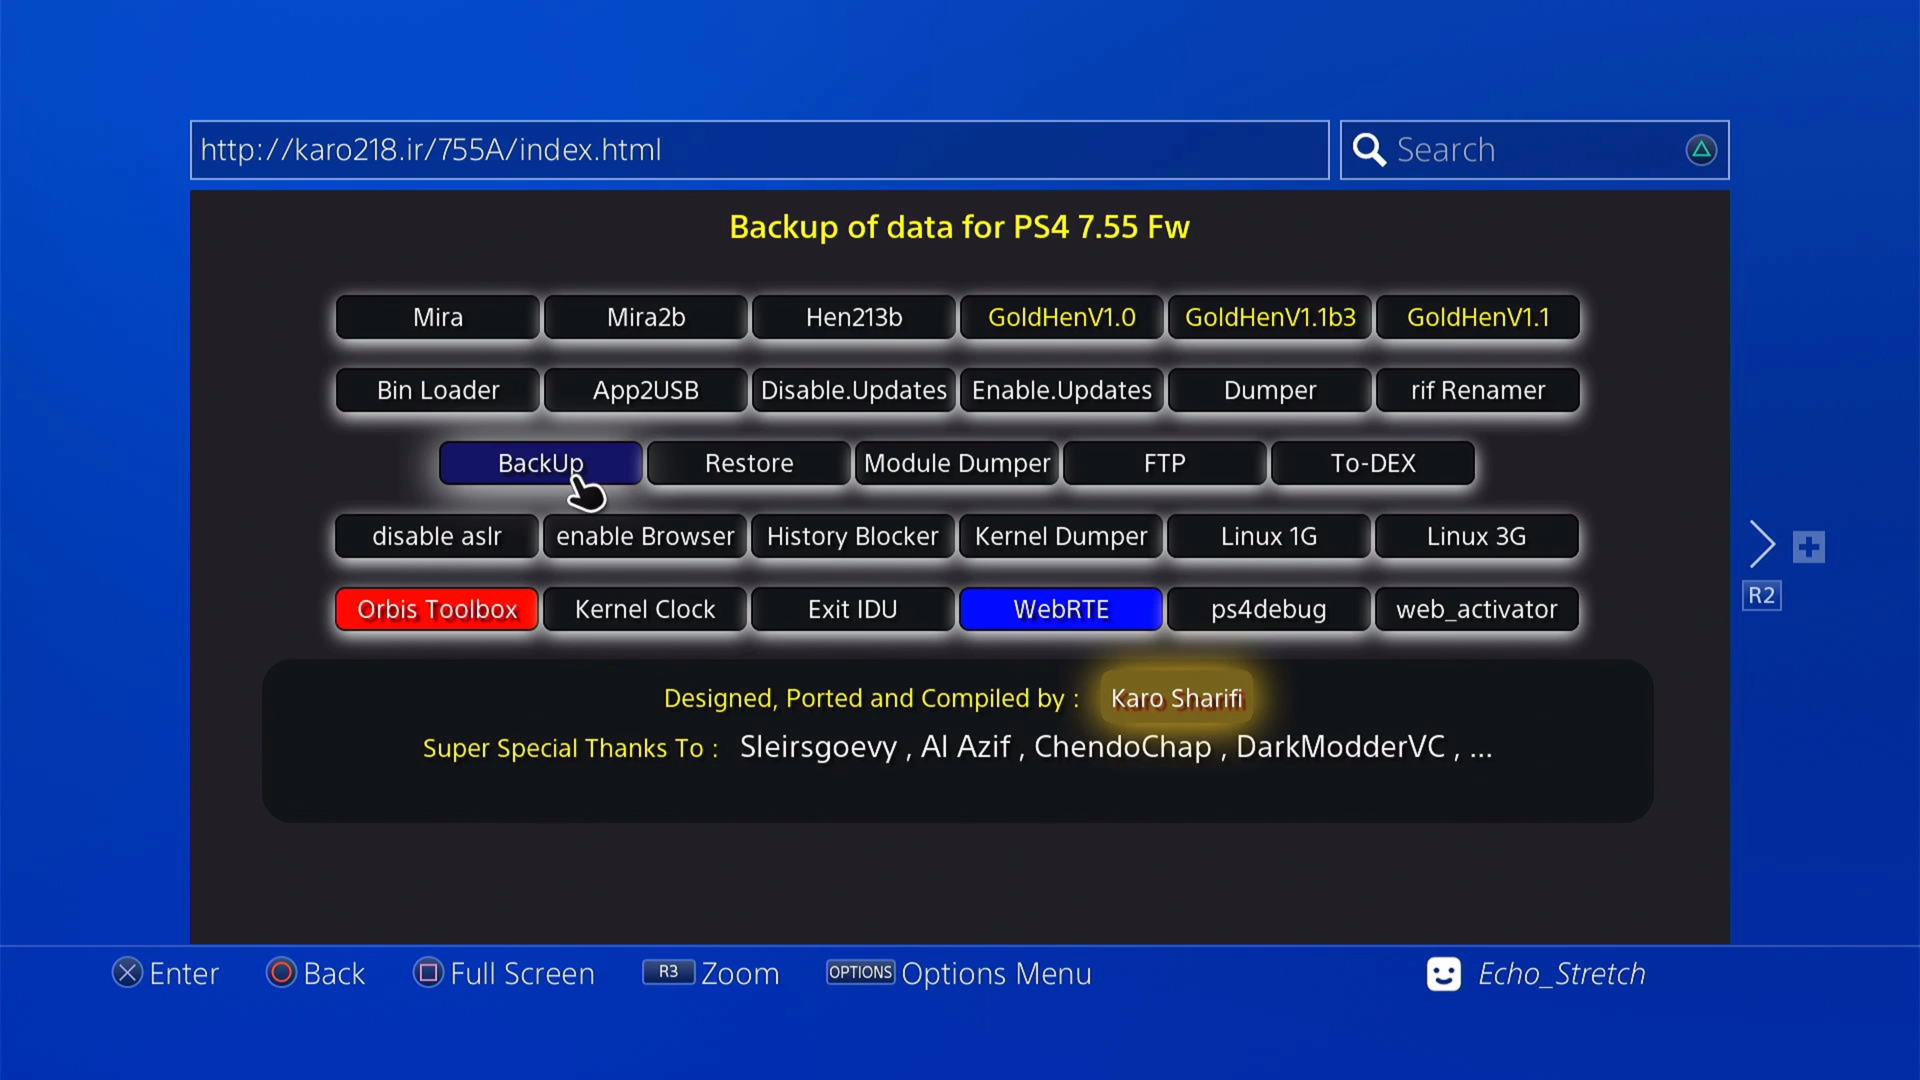 http://karo218.ir/755A/index.html Search
Backup of data for PS4 7.55 Fw
Mira Mira2b Hen213b GoldHenV1.0 GoldHenV1.1b3 GoldHenV1.1
Bin Loader App2USB Disable.Updates Enable.Updates Dumper rif Renamer
BackUp Restore Module Dumper FTP To-DEX
disable aslr enable Browser History Blocker Kernel Dumper Linux 1G Linux 3G
R2
Orbis Toolbox Kernel Clock Exit IDU WebRTE ps4debug web_activator
Designed, Ported and Compiled by : Karo Sharifi
Super Special Thanks To : Sleirsgoevy , Al Azif , ChendoChap , DarkModderVC , ...
Enter Back Full Screen R3 Zoom OPTIONS Options Menu Echo_Stretch